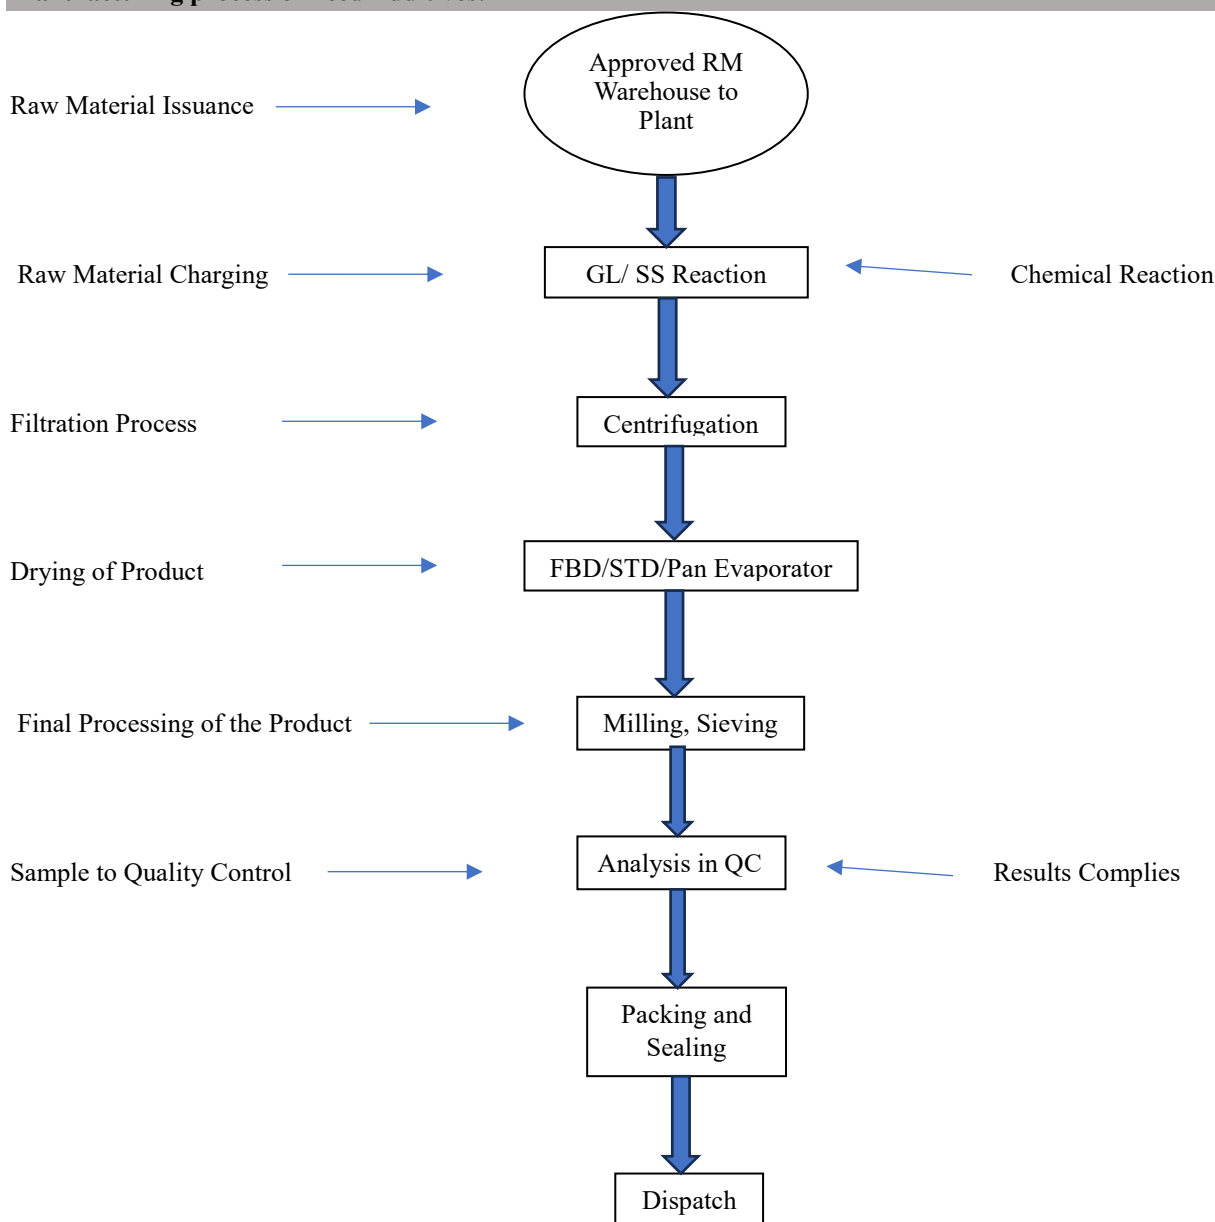 Approved RM
Warehouse to
Plant
Raw Material Issuance
Raw Material Charging
GL/ SS Reaction
Chemical Reaction
Filtration Process
Centrifugation
Drying of Product
FBD/STD/Pan Evaporator
Final Processing of the Product
Milling, Sieving
Sample to Quality Control
Analysis in QC
Results Complies
Packing and
Sealing
Dispatch